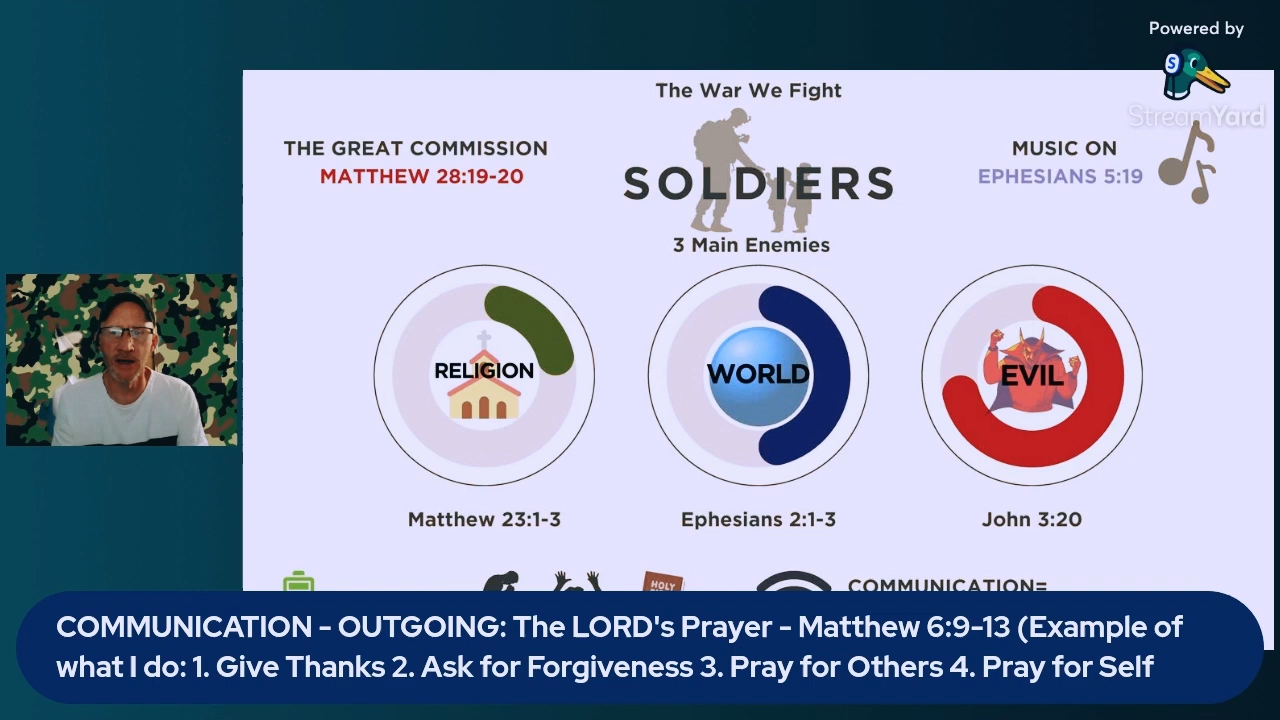 Powered by
S
StreamYard
The War We Fight
THE GREAT COMMISSION
MATTHEW 28:19-20
SOLDIERS
MUSIC ON
EPHESIANS 5:19
3 Main Enemies
RELIGION
WORLD
EVIL
Matthew 23:1-3
Ephesians 2:1-3
John 3:20
HOLY
COMMUNICATION=
COMMUNICATION - OUTGOING: The LORD's Prayer - Matthew 6:9-13 (Example of
what I do: 1. Give Thanks 2. Ask for Forgiveness 3. Pray for Others 4. Pray for Self